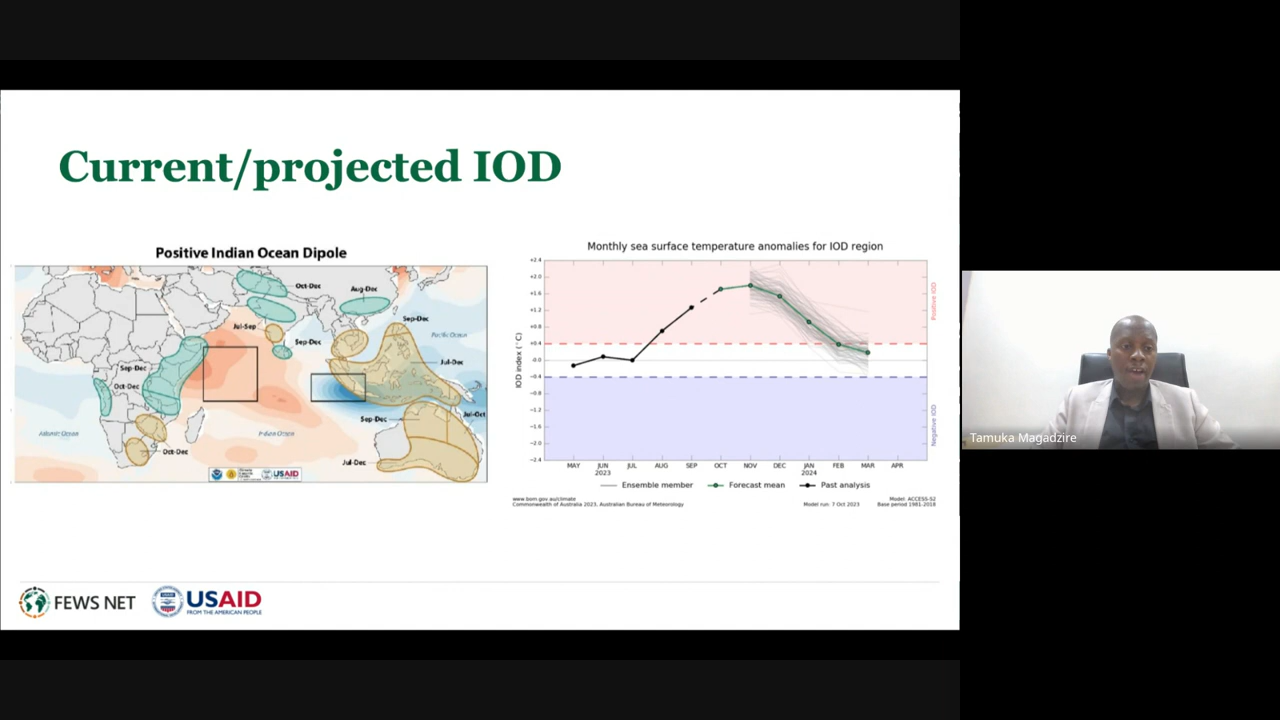 Current/projected IOD
Positive Indian Ocean Dipole
Oct-Dec
Aug-Dec
Jul-Sep
Sep-Dec
Sep-Dec
Pacific Ocean
Sep-Dec
Jul-Dec
Oct-Dec
Sep-Dec
Jul-Oct
Atlantic Ocean
Indian Ocean
Oct-Dec
Jul-Dec
USAID
Monthly sea surface temperature anomalies for IOD region
+2.4
+2.0
+1.6
+1.2
+0.8
+0.4
-0.0
-0.4
-0.8
-1.2
-1.6
-2.0
-2.4
IOD index (°C)
Positive IOD
Negative IOD
MAY JUN JUL AUG SEP OCT NOV DEC JAN FEB MAR APR
2023 2024
Ensemble member Forecast mean Past analysis
www.bom.gov.au/climate Model: ACCESS-S2
Commonwealth of Australia 2023, Australian Bureau of Meteorology Model run: 7 Oct 2023 Base period 1981-2018
FEWS NET
USAID
FROM THE AMERICAN PEOPLE
Tamuka Magadzire